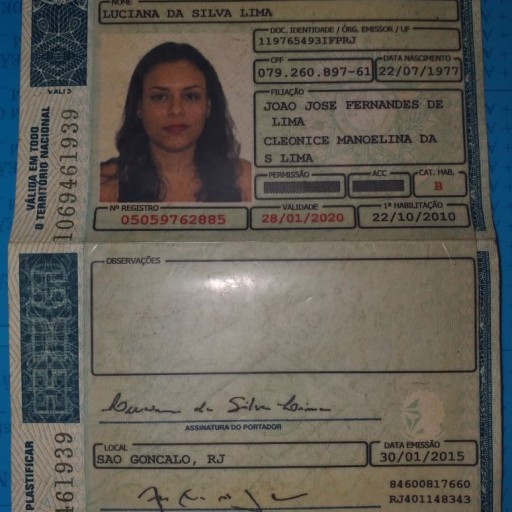 NOME
LUCIANA DA SILVA LIMA
DOC. IDENTIDADE / ÓRG. EMISSOR / UF
119765493IFPRJ
CPF
079.260.897-61
DATA NASCIMENTO
22/07/1977
FILIAÇÃO
JOAO JOSE FERNANDES DE
LIMA
CLEONICE MANOELINA DA
S LIMA
PERMISSÃO
ACC
CAT. HAB.
B
Nº REGISTRO
05059762885
VALIDADE
28/01/2020
1ª HABILITAÇÃO
22/10/2010
VÁLIDA EM TODO
O TERRITÓRIO NACIONAL
1069461939
OBSERVAÇÕES
da Silva Lima
ASSINATURA DO PORTADOR
LOCAL
SAO GONCALO, RJ
DATA EMISSÃO
30/01/2015
84600817660
RJ401148343
PLASTIFICAR
461939